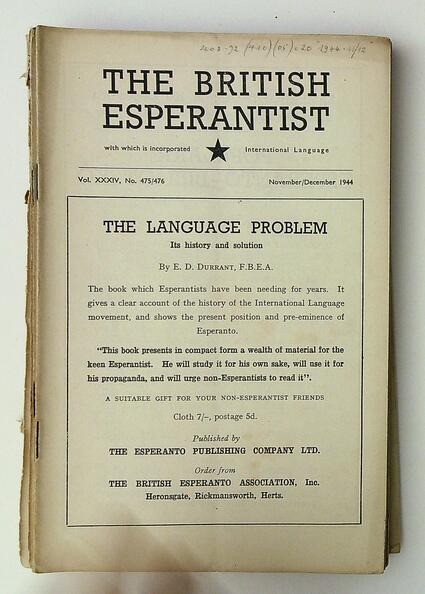 THE BRITISH
ESPERANTIST
with which is incorporated ★ International Language
Vol. XXXIV, No. 475/476 November/December 1944
THE LANGUAGE PROBLEM
Its history and solution
By E. D. DURRANT, F.B.E.A.
The book which Esperantists have been needing for years. It
gives a clear account of the history of the International Language
movement, and shows the present position and pre-eminence of
Esperanto.
"This book presents in compact form a wealth of material for the
keen Esperantist. He will study it for his own sake, will use it for
his propaganda, and will urge non-Esperantists to read it".
A SUITABLE GIFT FOR YOUR NON-ESPERANTIST FRIENDS
Cloth 7/–, postage 5d.
Published by
THE ESPERANTO PUBLISHING COMPANY LTD.
Order from
THE BRITISH ESPERANTO ASSOCIATION, Inc.
Heronsgate, Rickmansworth, Herts.